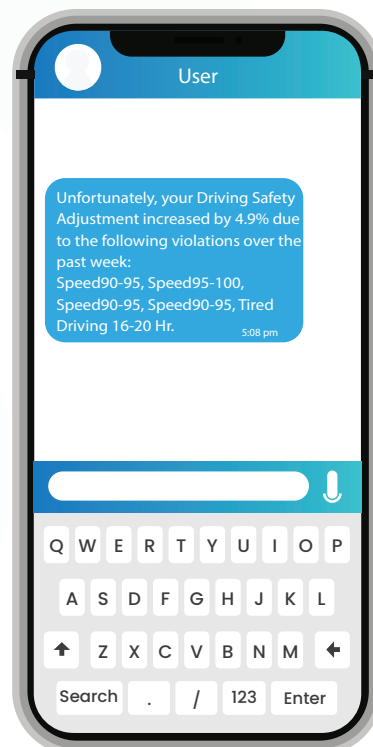 User
Unfortunately, your Driving Safety
Adjustment increased by 4.9% due
to the following violations over the
past week:
Speed90-95, Speed95-100,
Speed90-95, Speed90-95, Tired
Driving 16-20 Hr.
5:08 pm
Q W E R T Y U I O P
A S D F G H J K L
Z X C V B N M
Search . / 123 Enter